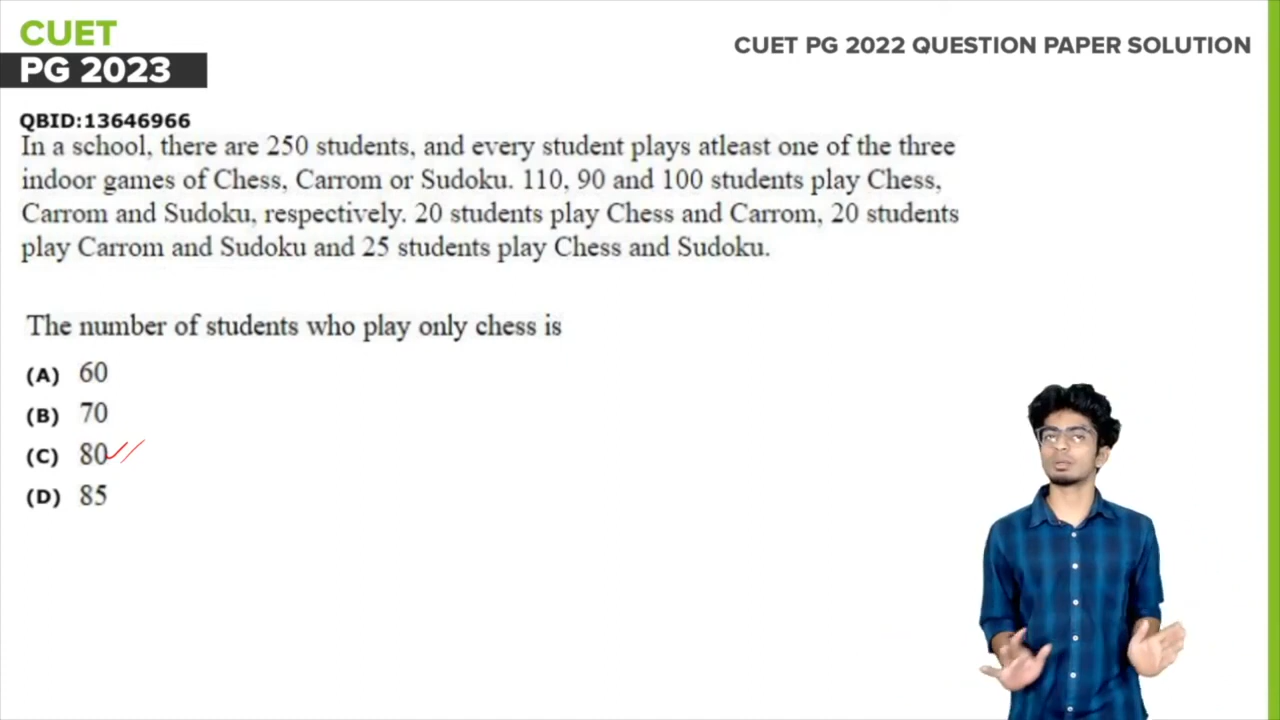 CUET
PG 2023
CUET PG 2022 QUESTION PAPER SOLUTION
QBID:13646966
In a school, there are 250 students, and every student plays atleast one of the three
indoor games of Chess, Carrom or Sudoku. 110, 90 and 100 students play Chess,
Carrom and Sudoku, respectively. 20 students play Chess and Carrom, 20 students
play Carrom and Sudoku and 25 students play Chess and Sudoku.
The number of students who play only chess is
(A) 60
(B) 70
(C) 80
(D) 85